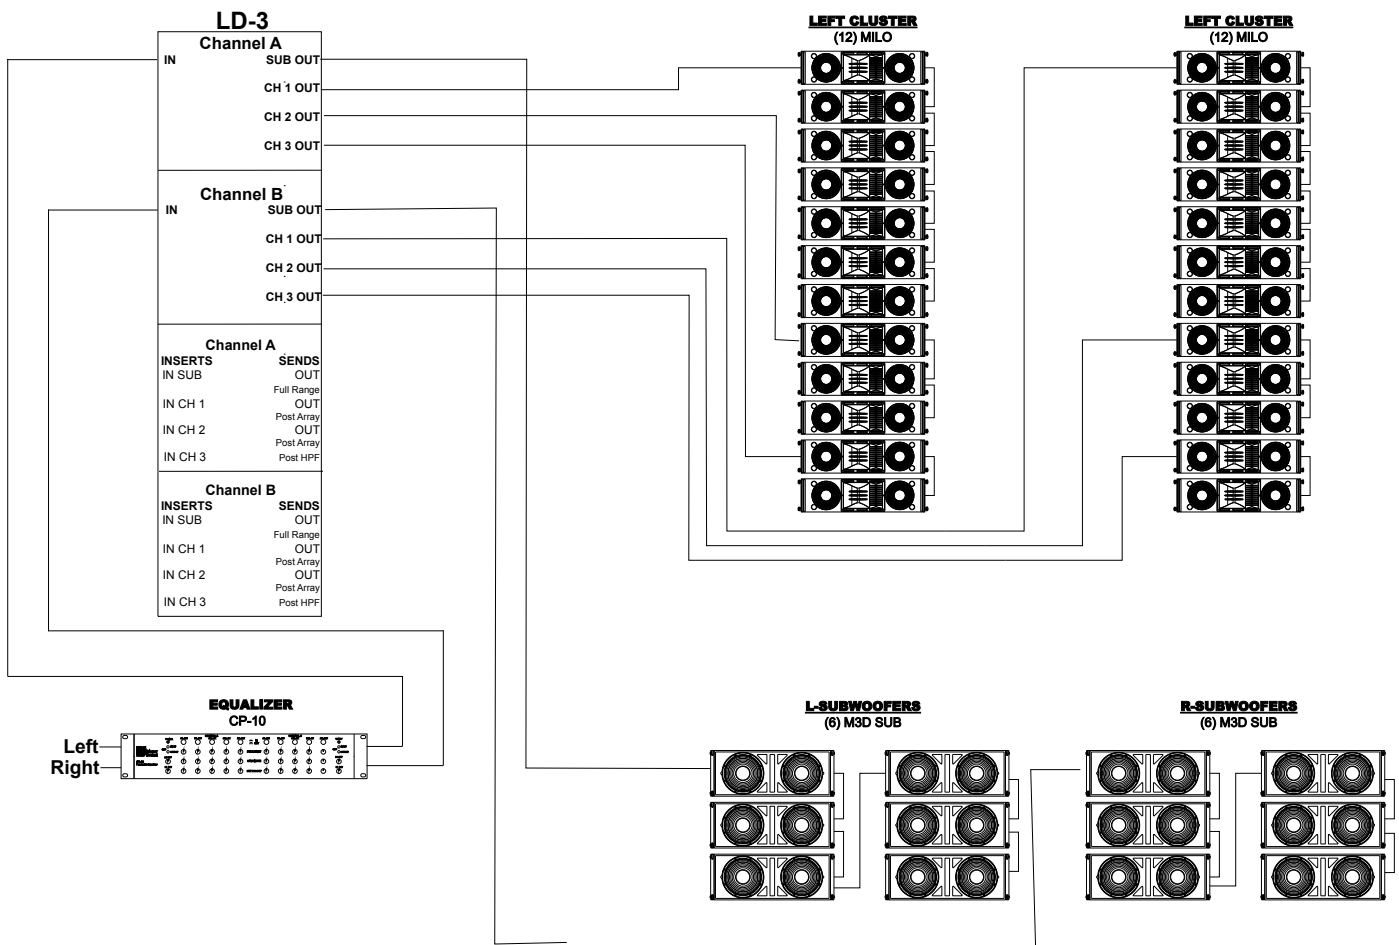 LD-3
Channel A
IN SUB OUT
CH 1 OUT
CH 2 OUT
CH 3 OUT
Channel B
IN SUB OUT
CH 1 OUT
CH 2 OUT
CH 3 OUT
Channel A
INSERTS SENDS
IN SUB OUT
Full Range
IN CH 1 OUT
Post Array
IN CH 2 OUT
Post Array
IN CH 3 Post HPF
Channel B
INSERTS SENDS
IN SUB OUT
Full Range
IN CH 1 OUT
Post Array
IN CH 2 OUT
Post Array
IN CH 3 Post HPF
LEFT CLUSTER
(12) MILO
LEFT CLUSTER
(12) MILO
EQUALIZER
CP-10
Left
Right
L-SUBWOOFERS
(6) M3D SUB
R-SUBWOOFERS
(6) M3D SUB